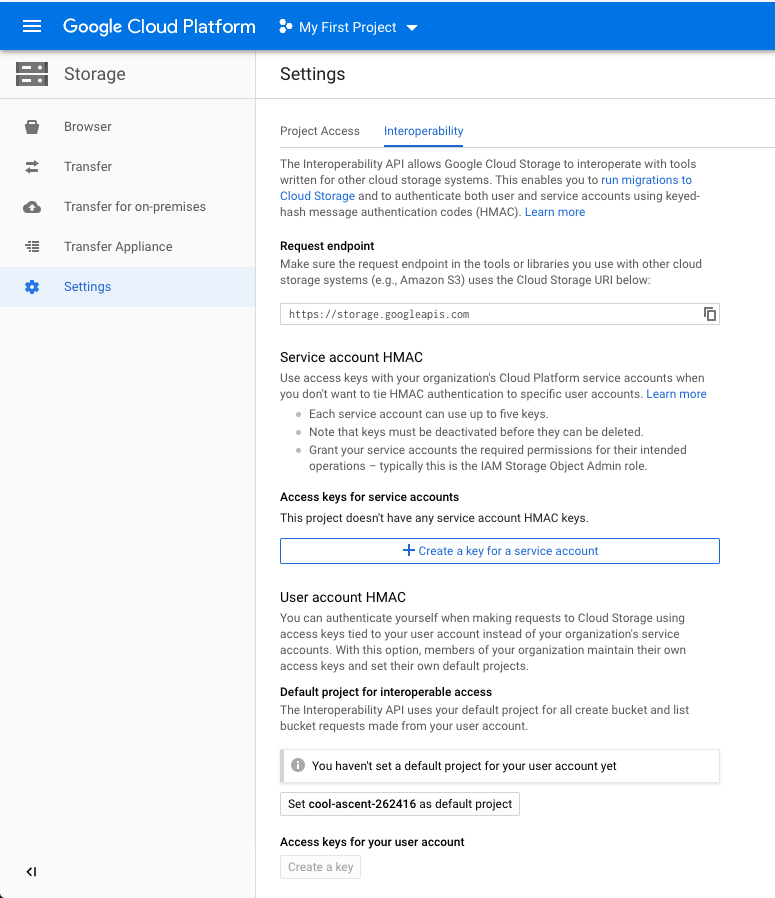 Google Cloud Platform My First Project
Storage
Settings
Browser
Transfer
Transfer for on-premises
Transfer Appliance
Settings
Project Access Interoperability
The Interoperability API allows Google Cloud Storage to interoperate with tools
written for other cloud storage systems. This enables you to run migrations to
Cloud Storage and to authenticate both user and service accounts using keyed-
hash message authentication codes (HMAC). Learn more
Request endpoint
Make sure the request endpoint in the tools or libraries you use with other cloud
storage systems (e.g., Amazon S3) uses the Cloud Storage URI below:
https://storage.googleapis.com
Service account HMAC
Use access keys with your organization's Cloud Platform service accounts when
you don't want to tie HMAC authentication to specific user accounts. Learn more
Each service account can use up to five keys.
Note that keys must be deactivated before they can be deleted.
Grant your service accounts the required permissions for their intended
operations – typically this is the IAM Storage Object Admin role.
Access keys for service accounts
This project doesn't have any service account HMAC keys.
+ Create a key for a service account
User account HMAC
You can authenticate yourself when making requests to Cloud Storage using
access keys tied to your user account instead of your organization's service
accounts. With this option, members of your organization maintain their own
access keys and set their own default projects.
Default project for interoperable access
The Interoperability API uses your default project for all create bucket and list
bucket requests made from your user account.
You haven't set a default project for your user account yet
Set cool-ascent-262416 as default project
Access keys for your user account
Create a key